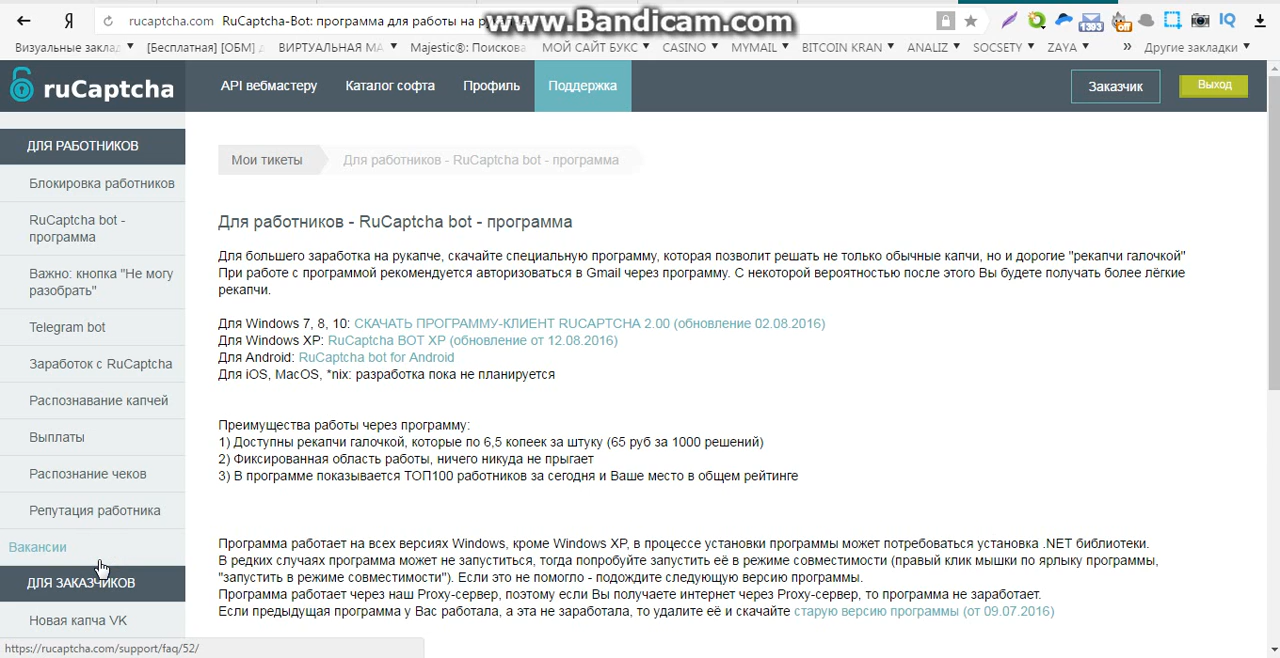 Я
rucaptcha.com RuCaptcha-Bot: программа для работы на
www.Bandicam.com
1393
off
IQ
Визуальные заклад
[Бесплатная] [ОБМ]
ВИРТУАЛЬНАЯ МА
Majestic®: Поискова
МОЙ САЙТ БУКС
CASINO
MYMAIL
BITCOIN KRAN
ANALIZ
SOCSETY
ZAYA
»
Другие закладки
ruCaptcha
API вебмастеру
Каталог софта
Профиль
Поддержка
Заказчик
Выход
ДЛЯ РАБОТНИКОВ
Блокировка работников
RuCaptcha bot -
программа
Важно: кнопка "Не могу
разобрать"
Telegram bot
Заработок с RuCaptcha
Распознавание капчей
Выплаты
Распознание чеков
Репутация работника
Вакансии
ДЛЯ ЗАКАЗЧИКОВ
Новая капча VK
https://rucaptcha.com/support/faq/52/
Мои тикеты
Для работников - RuCaptcha bot - программа
Для работников - RuCaptcha bot - программа
Для большего заработка на рукапче, скачайте специальную программу, которая позволит решать не только обычные капчи, но и дорогие "рекапчи галочкой"
При работе с программой рекомендуется авторизоваться в Gmail через программу. С некоторой вероятностью после этого Вы будете получать более лёгкие
рекапчи.
Для Windows 7, 8, 10: СКАЧАТЬ ПРОГРАММУ-КЛИЕНТ RUCAPTCHA 2.00 (обновление 02.08.2016)
Для Windows XP: RuCaptcha BOT XP (обновление от 12.08.2016)
Для Android: RuCaptcha bot for Android
Для iOS, MacOS, *nix: разработка пока не планируется
Преимущества работы через программу:
1) Доступны рекапчи галочкой, которые по 6,5 копеек за штуку (65 руб за 1000 решений)
2) Фиксированная область работы, ничего никуда не прыгает
3) В программе показывается ТОП100 работников за сегодня и Ваше место в общем рейтинге
Программа работает на всех версиях Windows, кроме Windows XP, в процессе установки программы может потребоваться установка .NET библиотеки.
В редких случаях программа может не запуститься, тогда попробуйте запустить её в режиме совместимости (правый клик мышки по ярлыку программы,
"запустить в режиме совместимости"). Если это не помогло - подождите следующую версию программы.
Программа работает через наш Proxy-сервер, поэтому если Вы получаете интернет через Proxy-сервер, то программа не заработает.
Если предыдущая программа у Вас работала, а эта не заработала, то удалите её и скачайте старую версию программы (от 09.07.2016)